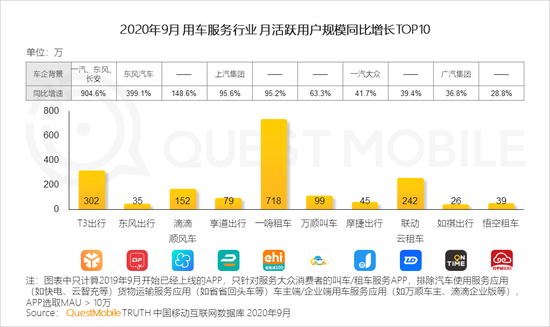 2020年9月 用车服务行业 月活跃用户规模同比增长TOP10
单位：万
车企背景 一汽、东风、长安 东风汽车 —— 上汽集团 —— —— 一汽大众 —— 广汽集团 ——
同比增速 904.6% 399.1% 148.6% 95.6% 95.2% 63.3% 41.7% 39.4% 36.8% 28.8%
800
600
400
200
0
302 35 152 79 718 99 45 242 26 39
T3出行 东风出行 滴滴顺风车 享道出行 一嗨租车 万顺叫车 摩捷出行 联动云租车 如祺出行 悟空租车
QUEST MOBILE
注：图表中只计算2019年9月开始已经上线的APP，只针对服务大众消费者的叫车/租车服务APP，排除汽车使用服务应用
（如快电、云智充等）货物运输服务应用（如省省回头车等）车主端/企业端用车服务应用（如万顺车主、滴滴企业版等），
APP选取MAU > 10万
Source：QuestMobile TRUTH 中国移动互联网数据库 2020年9月